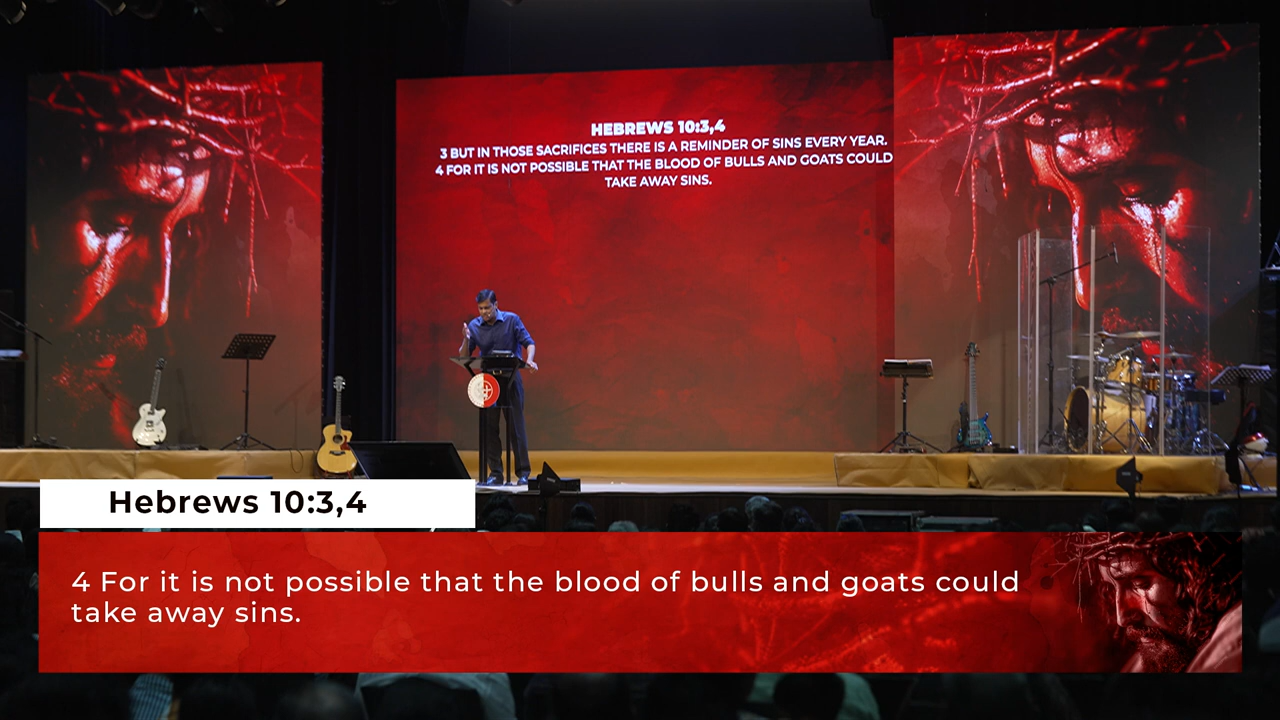 HEBREWS 10:3,4
3 BUT IN THOSE SACRIFICES THERE IS A REMINDER OF SINS EVERY YEAR.
4 FOR IT IS NOT POSSIBLE THAT THE BLOOD OF BULLS AND GOATS COULD
TAKE AWAY SINS.
Hebrews 10:3,4
4 For it is not possible that the blood of bulls and goats could
take away sins.